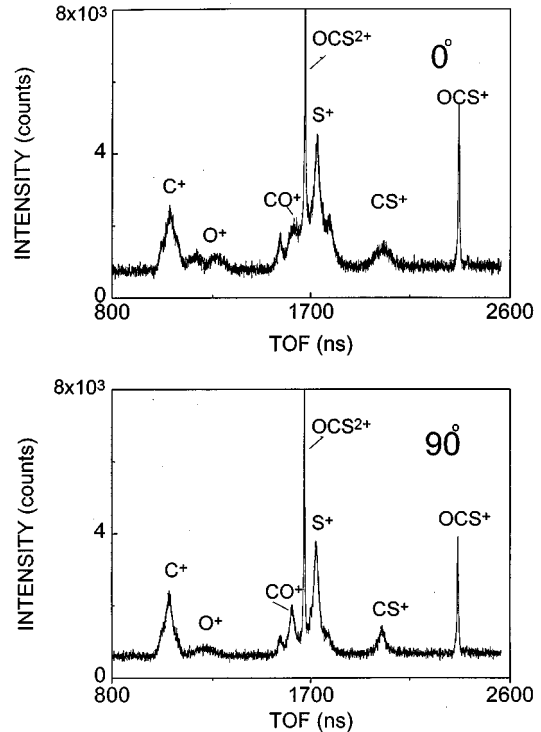 8x10³
OCS²⁺
0°
OCS⁺
S⁺
4
C⁺
CO⁺
CS⁺
O⁺
INTENSITY (counts)
0
800 1700 2600
TOF (ns)
8x10³
OCS²⁺
90°
OCS⁺
S⁺
4
C⁺
CO⁺
CS⁺
O⁺
INTENSITY (counts)
0
800 1700 2600
TOF (ns)